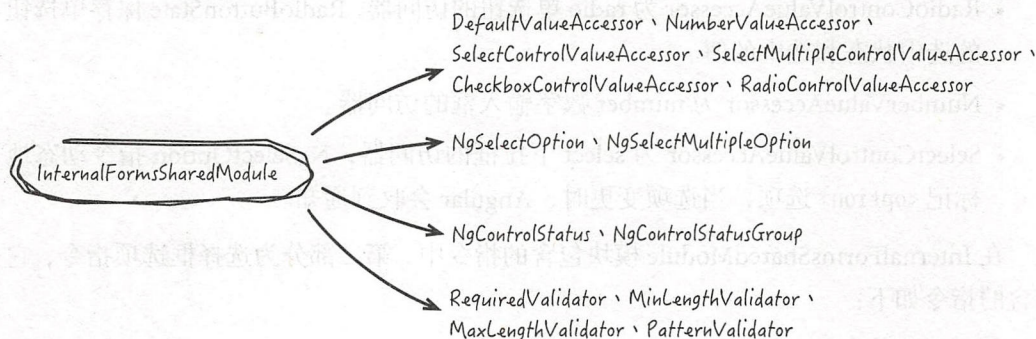 DefaultValueAccessor、NumberValueAccessor、
SelectControlValueAccessor、SelectMultipleControlValueAccessor、
CheckboxControlValueAccessor、RadioControlValueAccessor
NgSelectOption、NgSelectMultipleOption
InternalFormsSharedModule
NgControlStatus、NgControlStatusGroup
RequiredValidator、MinLengthValidator、
MaxLengthValidator、PatternValidator